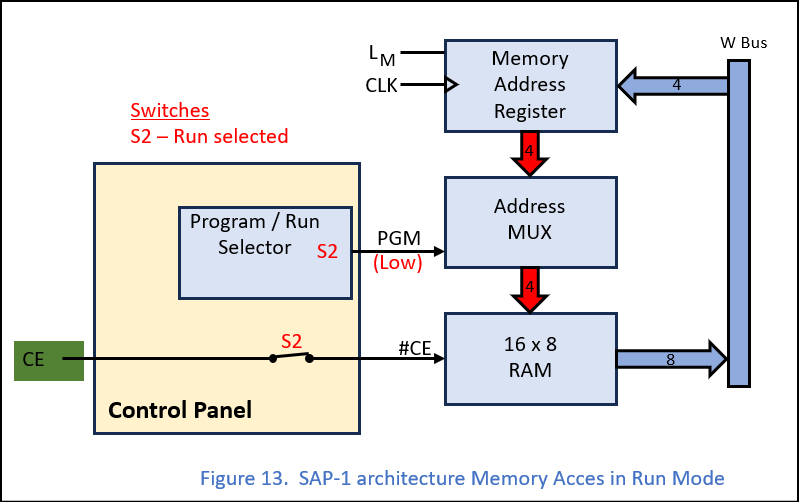 W Bus
L M
CLK
Memory
Address
Register
4
Switches
S2 – Run selected
4
Program / Run
Selector
S2
PGM
(Low)
Address
MUX
4
CE
S2
#CE
16 x 8
RAM
8
Control Panel
Figure 13. SAP-1 architecture Memory Acces in Run Mode